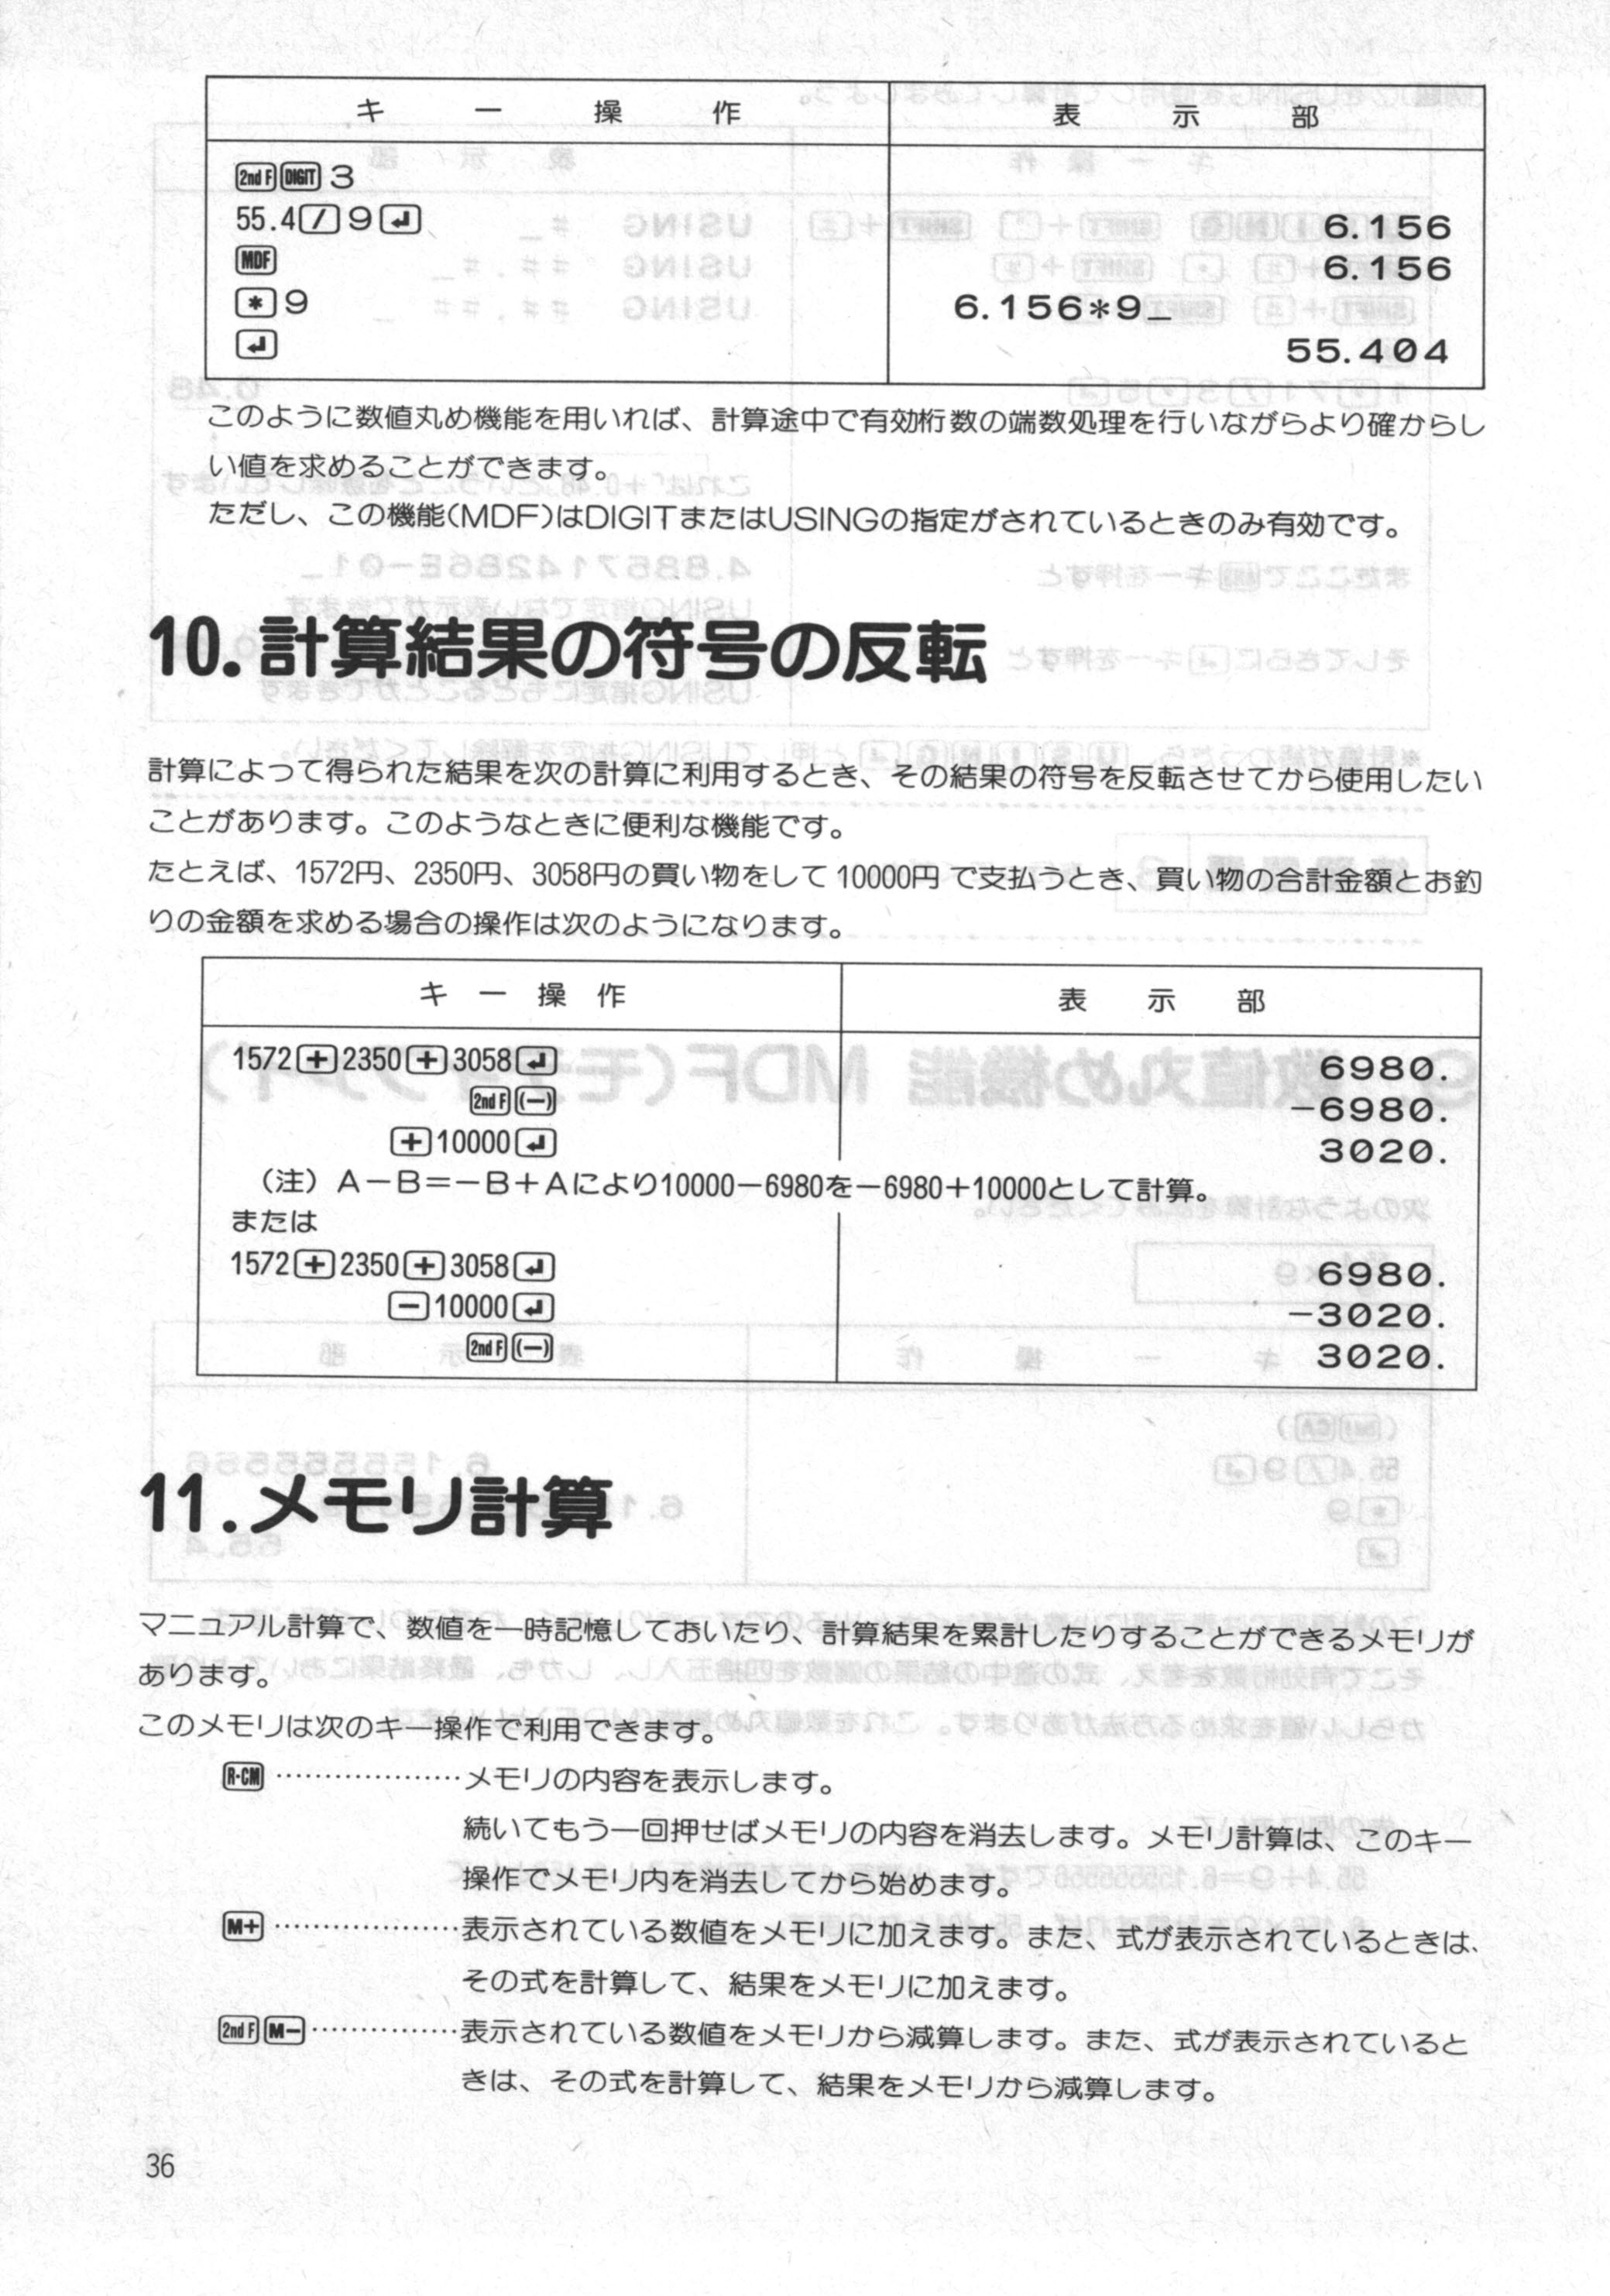 キー操作 表示部
2nd F DIGIT 3
55.4 / 9 ↲ 6.156
MDF 6.156
* 9 6.156*9_
↲ 55.404
このように数値丸め機能を用いれば、計算途中で有効桁数の端数処理を行いながらより確からし
い値を求めることができます。
ただし、この機能(MDF)はDIGITまたはUSINGの指定がされているときのみ有効です。
10.計算結果の符号の反転
計算によって得られた結果を次の計算に利用するとき、その結果の符号を反転させてから使用したい
ことがあります。このようなときに便利な機能です。
たとえば、1572円、2350円、3058円の買い物をして10000円で支払うとき、買い物の合計金額とお釣
りの金額を求める場合の操作は次のようになります。
キー操作 表示部
1572 + 2350 + 3058 ↲ 6980.
2nd F (−) −6980.
+ 10000 ↲ 3020.
(注) A−B=−B+Aにより10000−6980を−6980+10000として計算。
または
1572 + 2350 + 3058 ↲ 6980.
− 10000 ↲ −3020.
2nd F (−) 3020.
11.メモリ計算
マニュアル計算で、数値を一時記憶しておいたり、計算結果を累計したりすることができるメモリが
あります。
このメモリは次のキー操作で利用できます。
R・CM ………………… メモリの内容を表示します。
続いてもう一回押せばメモリの内容を消去します。メモリ計算は、このキー
操作でメモリ内を消去してから始めます。
M+ ………………… 表示されている数値をメモリに加えます。また、式が表示されているときは、
その式を計算して、結果をメモリに加えます。
2nd F M− …………… 表示されている数値をメモリから減算します。また、式が表示されていると
きは、その式を計算して、結果をメモリから減算します。
36